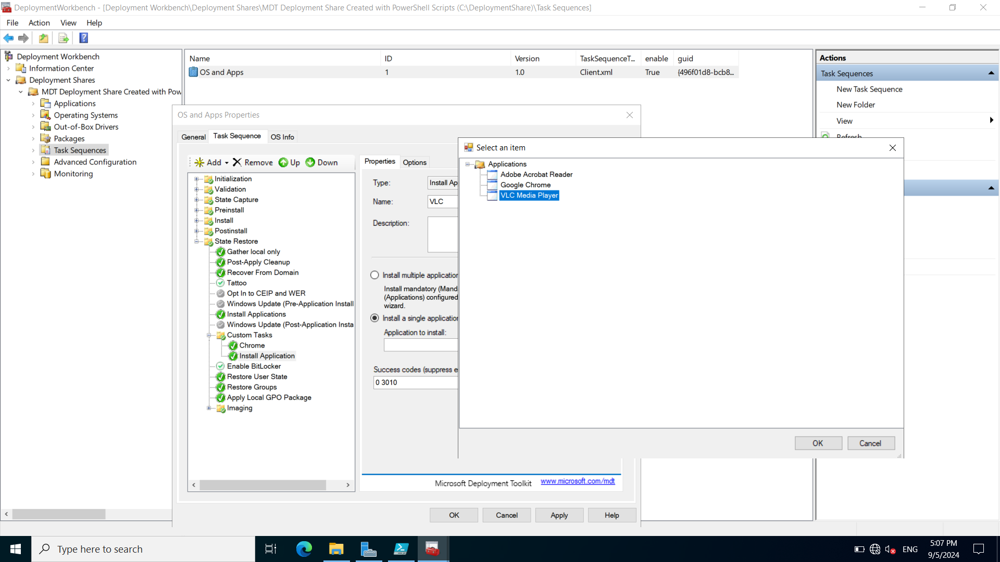 DeploymentWorkbench - [Deployment Workbench\Deployment Shares\MDT Deployment Share Created with PowerShell Scripts (C:\DeploymentShare)\Task Sequences]
File Action View Help
Deployment Workbench
Information Center
Deployment Shares
MDT Deployment Share Created with Pow
Applications
Operating Systems
Out-of-Box Drivers
Packages
Task Sequences
Advanced Configuration
Monitoring
Name ID Version TaskSequenceT... enable guid
OS and Apps 1 1.0 Client.xml True {496f01d8-bcb8...
Actions
Task Sequences
New Task Sequence
New Folder
View
Refresh
OS and Apps Properties
General Task Sequence OS Info
Add Remove Up Down
Initialization
Validation
State Capture
Preinstall
Install
Postinstall
State Restore
Gather local only
Post-Apply Cleanup
Recover From Domain
Tattoo
Opt In to CEIP and WER
Windows Update (Pre-Application Install
Install Applications
Windows Update (Post-Application Insta
Custom Tasks
Chrome
Install Application
Enable BitLocker
Restore User State
Restore Groups
Apply Local GPO Package
Imaging
Properties Options
Type: Install Ap
Name: VLC
Description:
Install multiple application
Install mandatory (Mand
(Applications) configured
wizard.
Install a single application
Application to install:
Success codes (suppress e
0 3010
Microsoft Deployment Toolkit www.microsoft.com/mdt
OK Cancel Apply Help
Select an item
Applications
Adobe Acrobat Reader
Google Chrome
VLC Media Player
OK Cancel
Type here to search
ENG
5:07 PM
9/5/2024